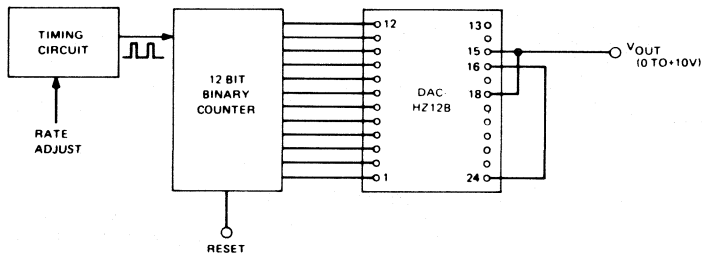 TIMING
CIRCUIT
RATE
ADJUST
12 BIT
BINARY
COUNTER
RESET
12
1
DAC-
HZ12B
13
15
16
18
24
VOUT
(0 TO+10V)